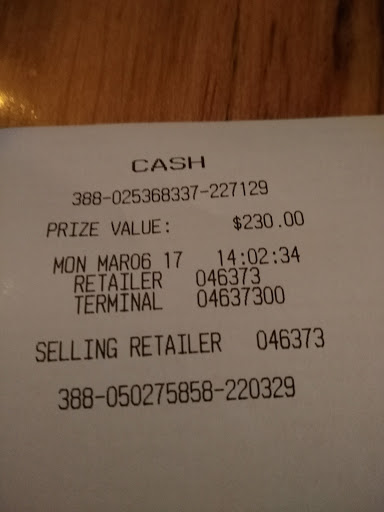 CASH
388-025368337-227129
PRIZE VALUE: $230.00
MON MAR06 17 14:02:34
RETAILER 046373
TERMINAL 04637300
SELLING RETAILER 046373
388-050275858-220329